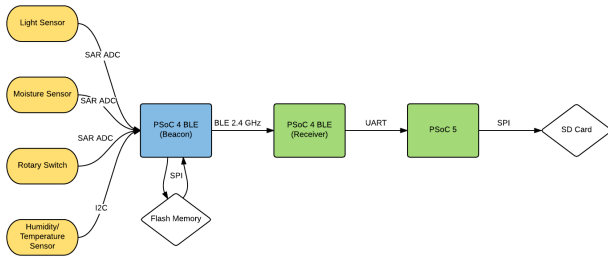 Light Sensor
SAR ADC
Moisture Sensor
SAR ADC
PSoC 4 BLE
(Beacon)
BLE 2.4 GHz
PSoC 4 BLE
(Receiver)
UART
PSoC 5
SPI
SD Card
SAR ADC
Rotary Switch
SPI
I2C
Flash Memory
Humidity/
Temperature
Sensor